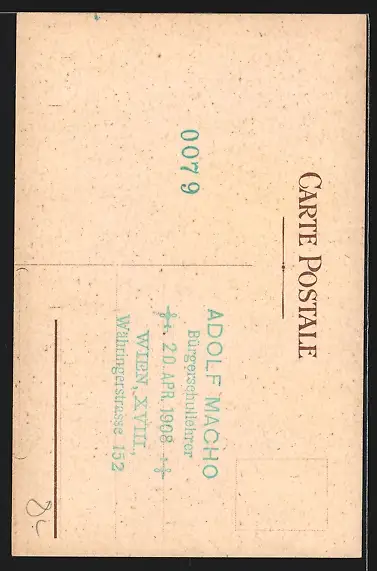 CARTE POSTALE
0079
ADOLF MACHO
Bürgerschullehrer
20. APR. 1908
WIEN, XVIII.,
Währingerstrasse 152